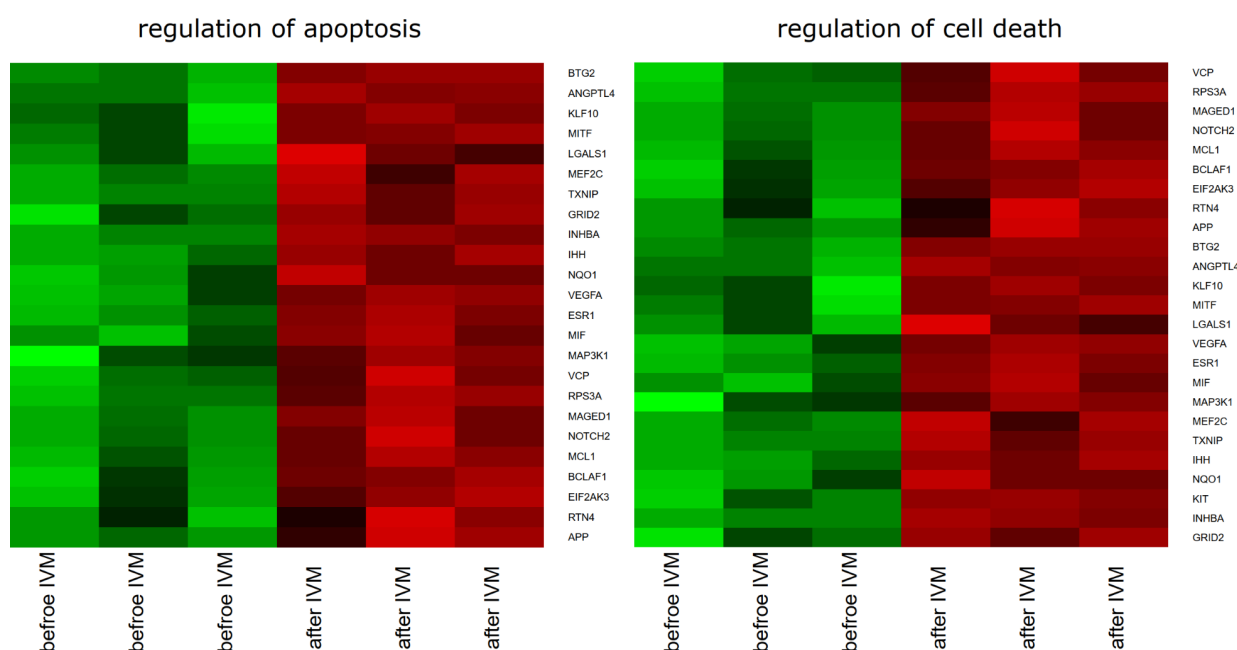 regulation of apoptosis
BTG2
ANGPTL4
KLF10
MITF
LGALS1
MEF2C
TXNIP
GRID2
INHBA
IHH
NQO1
VEGFA
ESR1
MIF
MAP3K1
VCP
RPS3A
MAGED1
NOTCH2
MCL1
BCLAF1
EIF2AK3
RTN4
APP
befroe IVM
befroe IVM
befroe IVM
after IVM
after IVM
after IVM
regulation of cell death
VCP
RPS3A
MAGED1
NOTCH2
MCL1
BCLAF1
EIF2AK3
RTN4
APP
BTG2
ANGPTL4
KLF10
MITF
LGALS1
VEGFA
ESR1
MIF
MAP3K1
MEF2C
TXNIP
IHH
NQO1
KIT
INHBA
GRID2
befroe IVM
befroe IVM
befroe IVM
after IVM
after IVM
after IVM